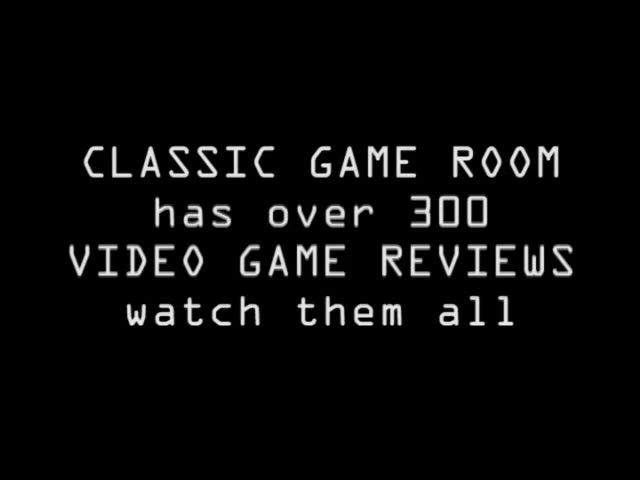 CLASSIC GAME ROOM
has over 300
VIDEO GAME REVIEWS
watch them all